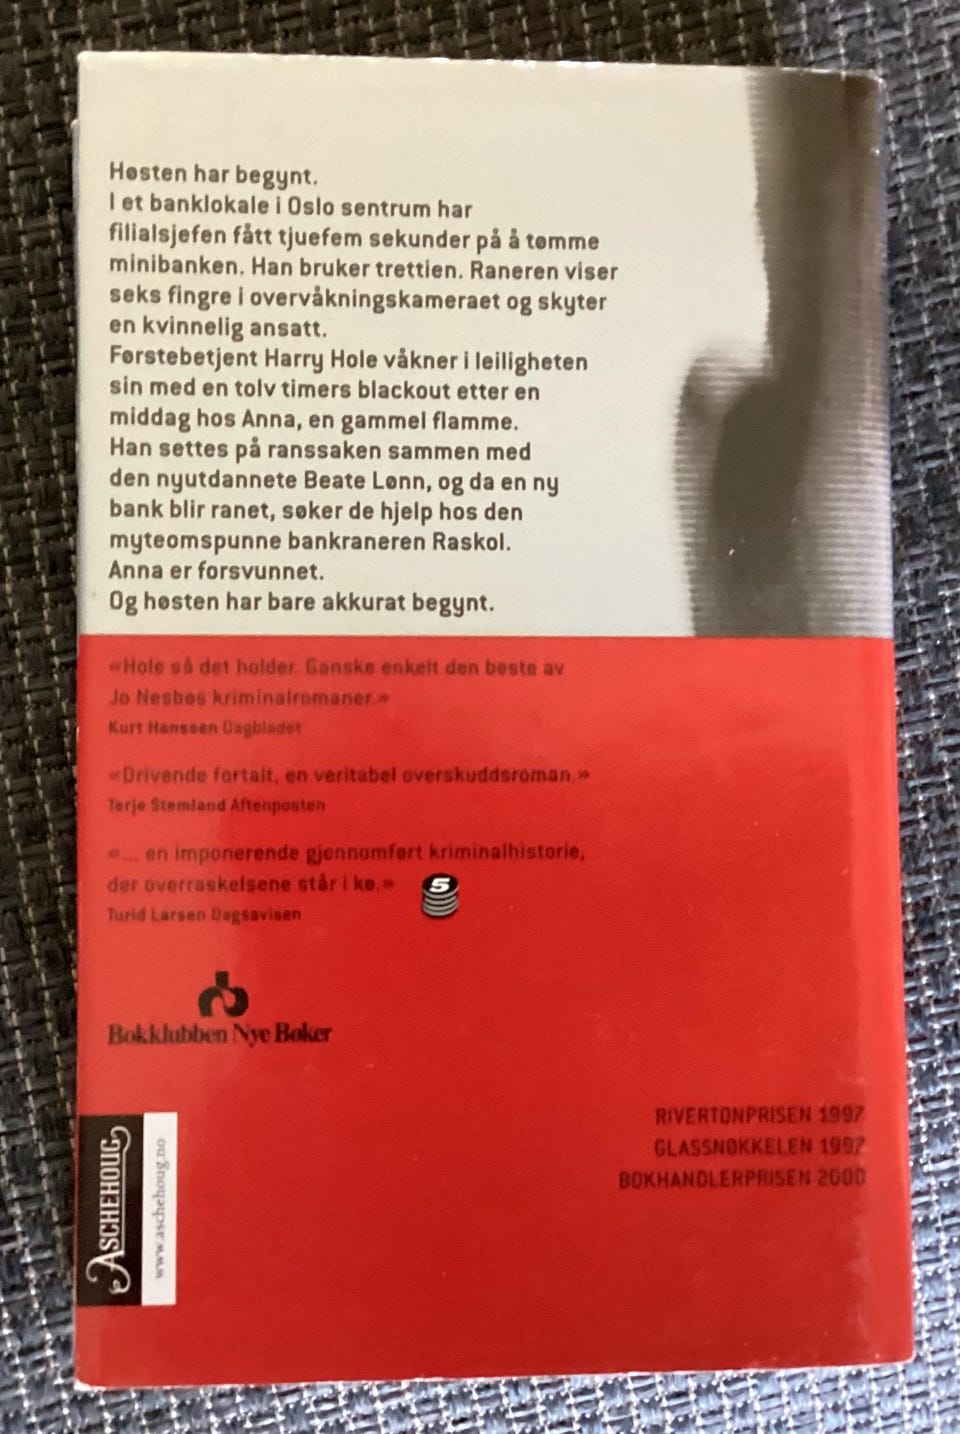 Høsten har begynt.
I et banklokale i Oslo sentrum har
filialsjefen fått tjuefem sekunder på å tømme
minibanken. Han bruker trettien. Raneren viser
seks fingre i overvåkningskameraet og skyter
en kvinnelig ansatt.
Førstebetjent Harry Hole våkner i leiligheten
sin med en tolv timers blackout etter en
middag hos Anna, en gammel flamme.
Han settes på ranssaken sammen med
den nyutdannete Beate Lønn, og da en ny
bank blir ranet, søker de hjelp hos den
myteomspunne bankraneren Raskol.
Anna er forsvunnet.
Og høsten har bare akkurat begynt.
«Hole så det holder. Ganske enkelt den beste av
Jo Nesbøs kriminalromaner.»
Kurt Hanssen Dagbladet
«Drivende fortalt, en veritabel overskuddsroman.»
Terje Stemland Aftenposten
«... en imponerende gjennomført kriminalhistorie,
der overraskelsene står i kø.»
5
Turid Larsen Dagsavisen
Bokklubben Nye Bøker
RIVERTONPRISEN 1997
GLASSNØKKELEN 1997
BOKHANDLERPRISEN 2000
ASCHEHOUG
www.aschehoug.no